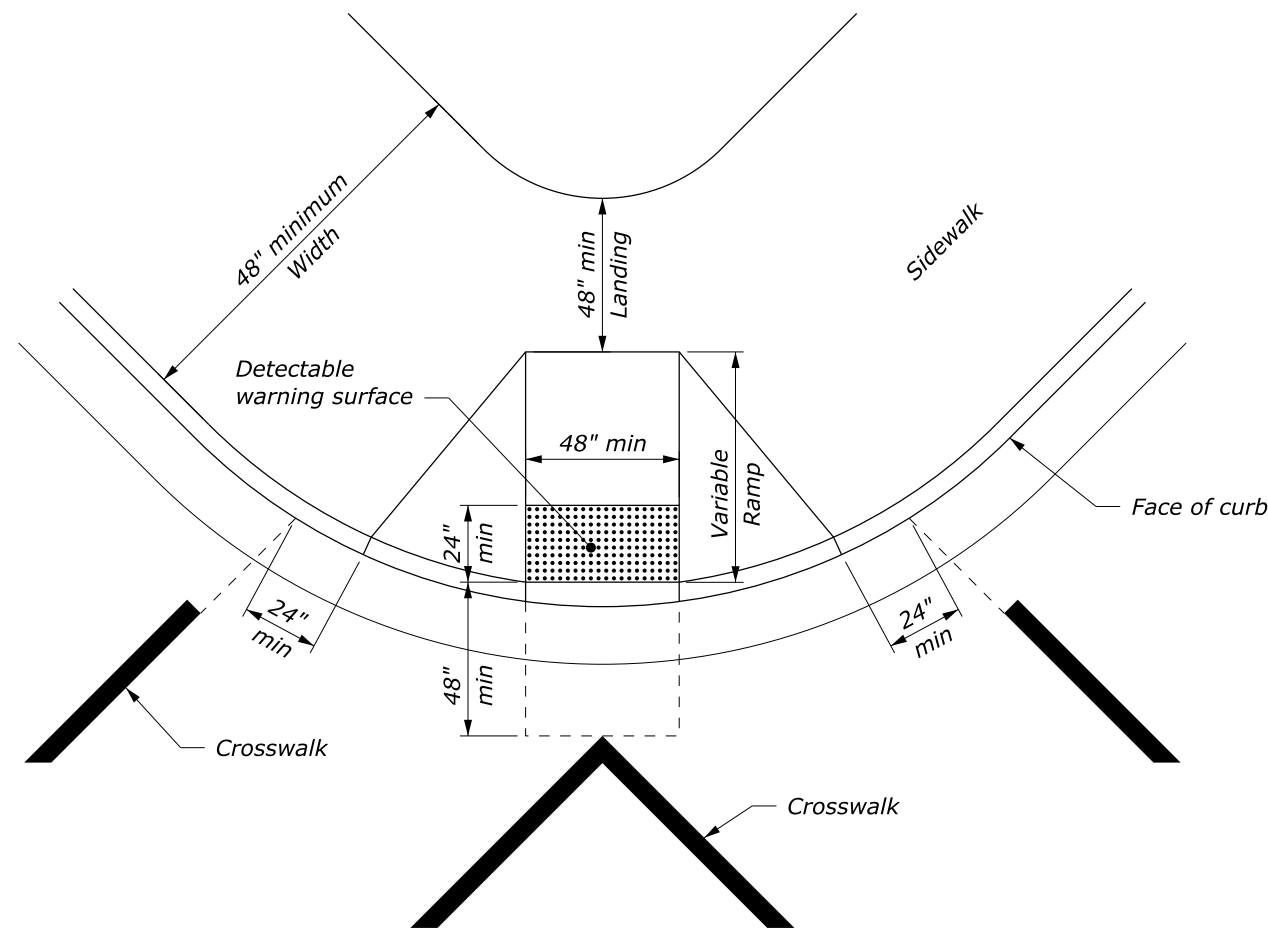 48" minimum
Width
48" min
Landing
Sidewalk
Detectable
warning surface
48" min
Variable
Ramp
24"
min
Face of curb
24"
min
24"
min
48"
min
Crosswalk
Crosswalk